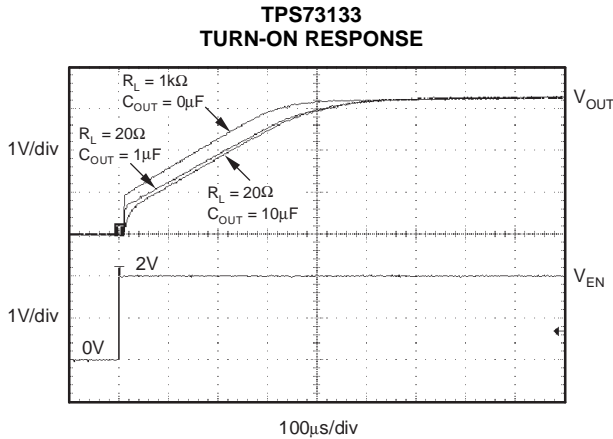 TPS73133
TURN-ON RESPONSE
R_L = 1kΩ
C_OUT = 0μF
V_OUT
1V/div
R_L = 20Ω
C_OUT = 1μF
R_L = 20Ω
C_OUT = 10μF
2V
V_EN
1V/div
0V
100μs/div